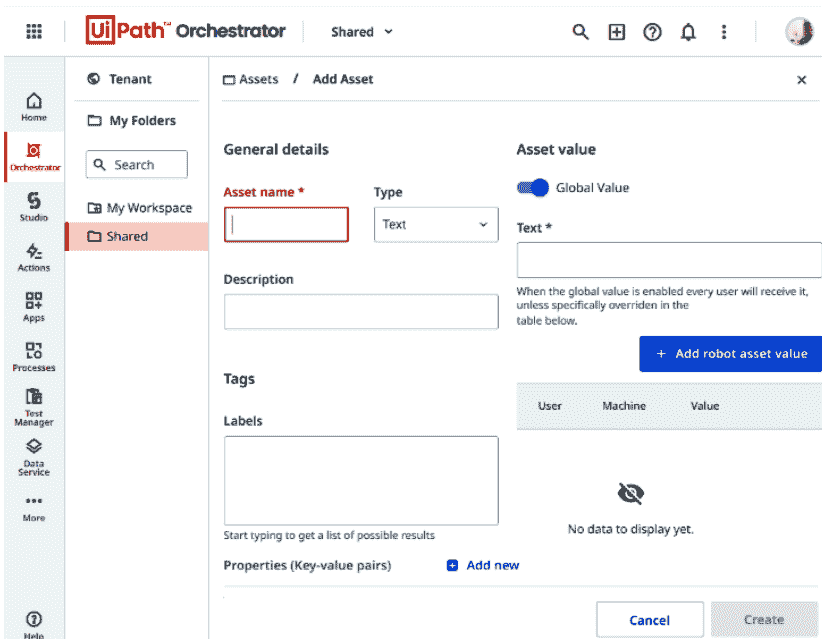 UiPath™ Orchestrator
Shared
Home
Orchestrator
Studio
Actions
Apps
Processes
Test
Manager
Data
Service
More
Help
Tenant
My Folders
Search
My Workspace
Shared
Assets / Add Asset
General details
Asset name *
Type
Text
Description
Tags
Labels
Start typing to get a list of possible results
Properties (Key-value pairs)
Add new
Asset value
Global Value
Text *
When the global value is enabled every user will receive it,
unless specifically overriden in the
table below.
+ Add robot asset value
User Machine Value
No data to display yet.
Cancel
Create